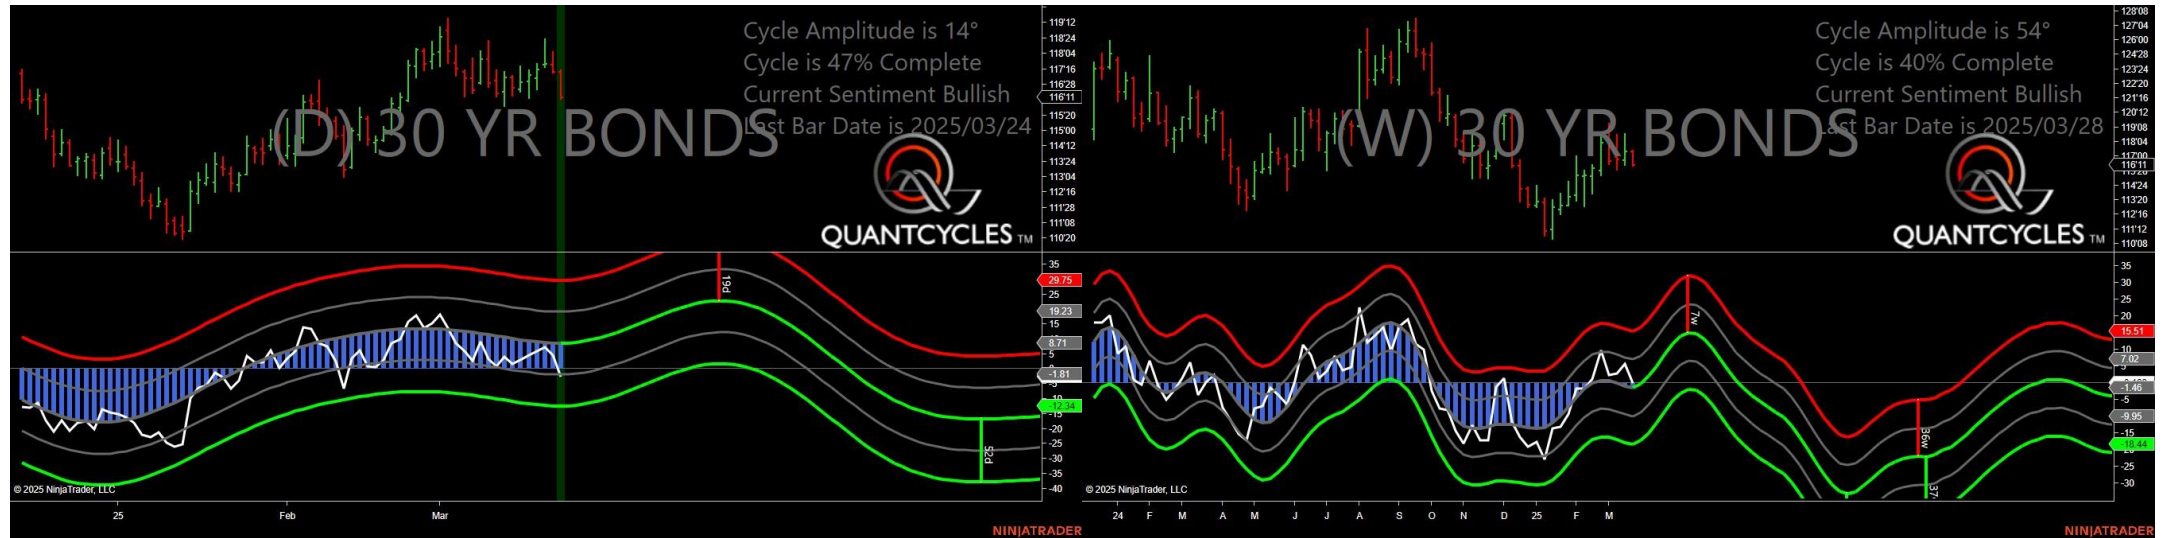 Cycle Amplitude is 14°
Cycle is 47% Complete
Current Sentiment Bullish
Last Bar Date is 2025/03/24
(D) 30 YR BONDS
QUANTCYCLES TM
119'12
118'24
118'04
117'16
116'28
116'11
115'20
115'00
114'12
113'24
113'04
112'16
111'28
111'08
110'20
19d
52d
35
29.75
25
19.23
15
8.71
5
-1.81
-12.34
-15
-20
-25
-30
-35
-40
© 2025 NinjaTrader, LLC
25 Feb Mar
NINJATRADER
Cycle Amplitude is 54°
Cycle is 40% Complete
Current Sentiment Bullish
Last Bar Date is 2025/03/28
(W) 30 YR BONDS
QUANTCYCLES TM
128'08
127'04
126'00
124'28
123'24
122'20
121'16
120'12
119'08
117'00
116'11
114'24
113'20
112'16
111'12
110'08
7w
36w
37
35
30
25
20
15.51
10
7.02
-1.46
-5
-9.95
-15
-18.44
-25
-30
© 2025 NinjaTrader, LLC
24 F M A M J J A S O N D 25 F M
NINJATRADER